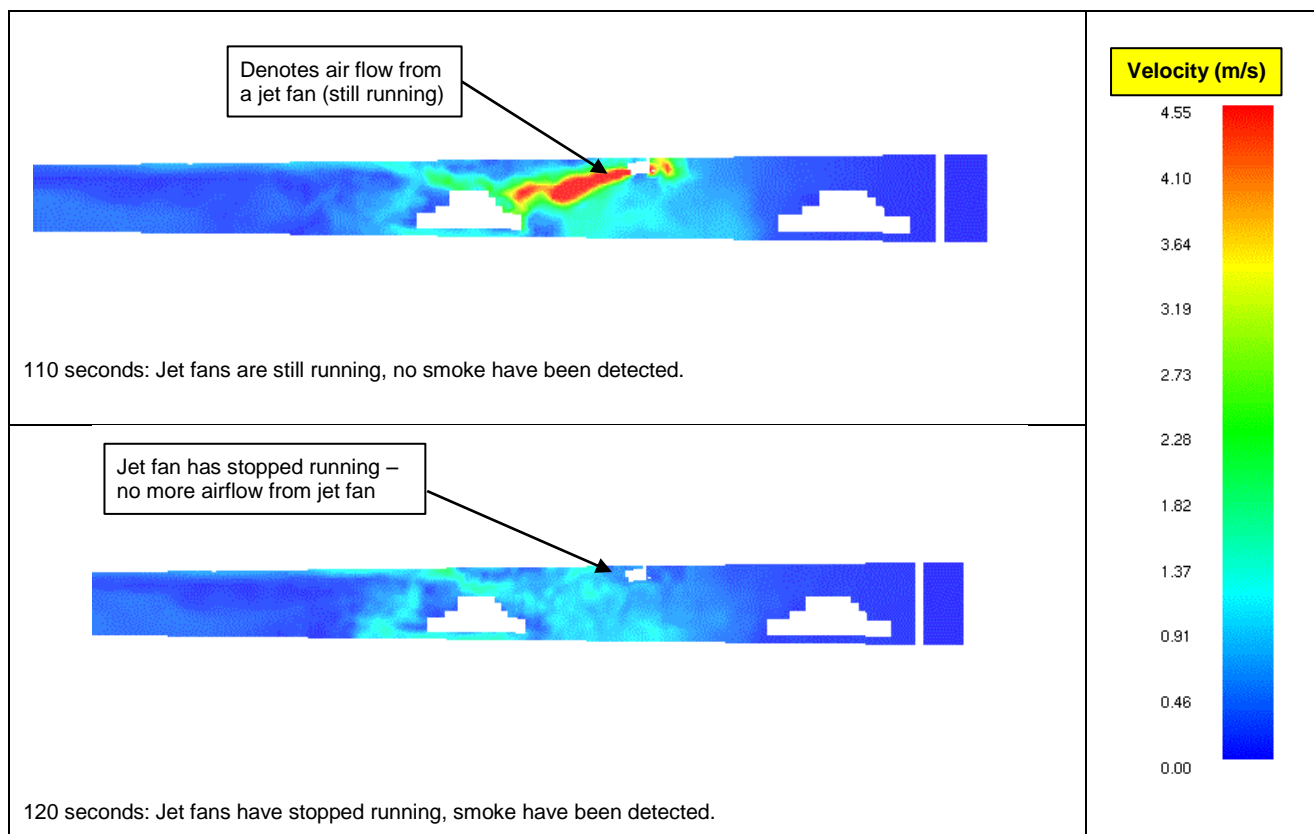 Denotes air flow from
a jet fan (still running)
110 seconds: Jet fans are still running, no smoke have been detected.
Jet fan has stopped running –
no more airflow from jet fan
120 seconds: Jet fans have stopped running, smoke have been detected.
Velocity (m/s)
4.55
4.10
3.64
3.19
2.73
2.28
1.82
1.37
0.91
0.46
0.00